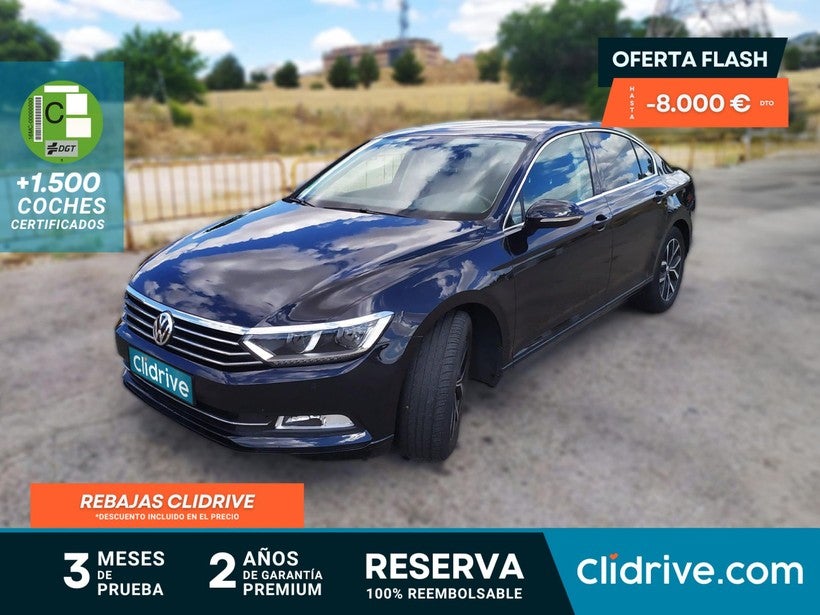 C
DGT
+1.500
COCHES
CERTIFICADOS
OFERTA FLASH
HASTA
-8.000 €
DTO
Clidrive
REBAJAS CLIDRIVE
*DESCUENTO INCLUIDO EN EL PRECIO
3 MESES
DE
PRUEBA
2 AÑOS
DE GARANTÍA
PREMIUM
RESERVA
100% REEMBOLSABLE
Clidrive.com